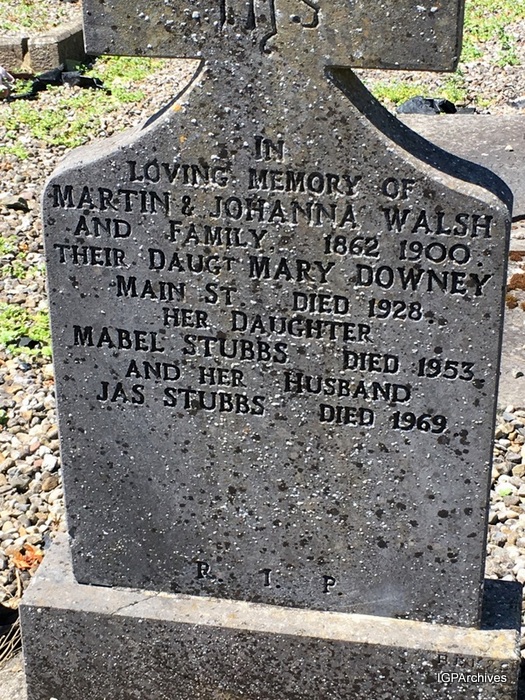 IN
LOVING MEMORY OF
MARTIN & JOHANNA WALSH
AND FAMILY 1862 1900
THEIR DAUGT MARY DOWNEY
MAIN ST. DIED 1928
HER DAUGHTER
MABEL STUBBS DIED 1953
AND HER HUSBAND
JAS STUBBS DIED 1969
R. I. P.
IGPArchives